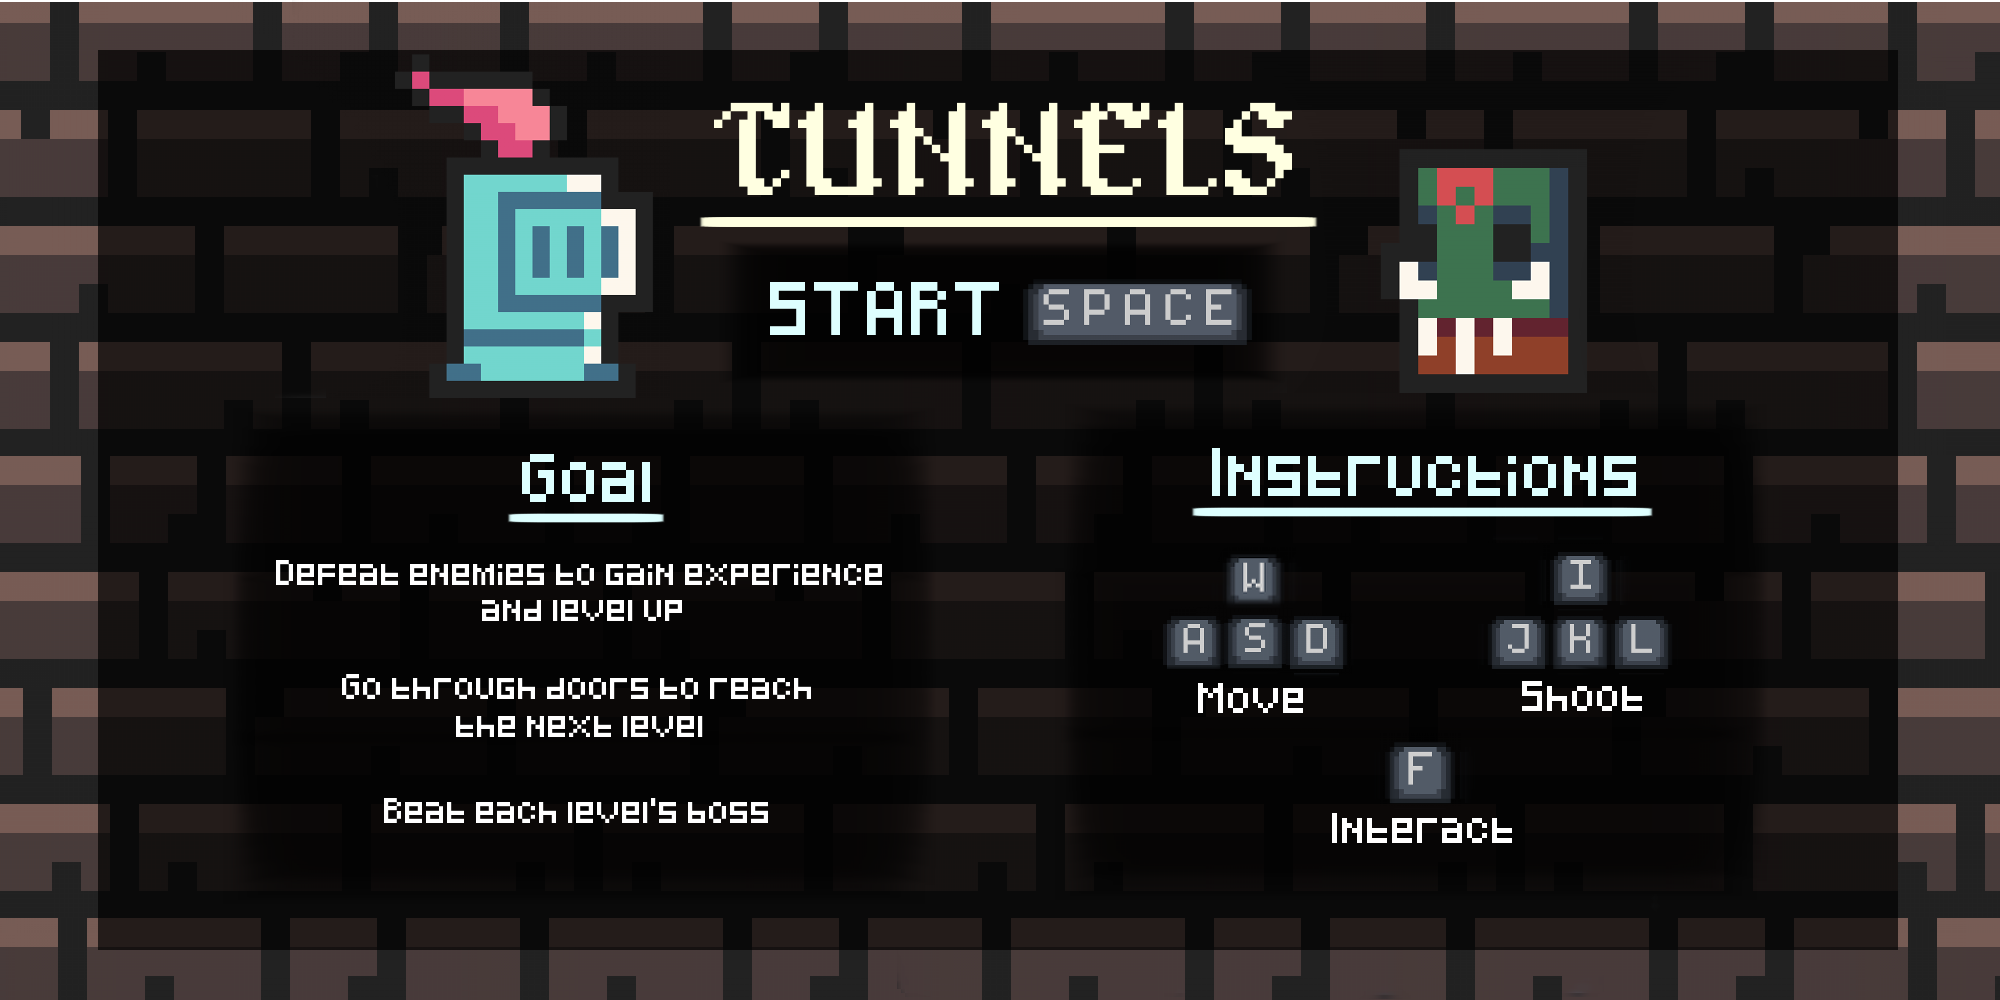 TUNNELS
START SPACE
Goal
Defeat enemies to gain experience
and level up
Go through doors to reach
the next level
Beat each level's boss
Instructions
W
A S D
Move
I
J K L
Shoot
F
Interact